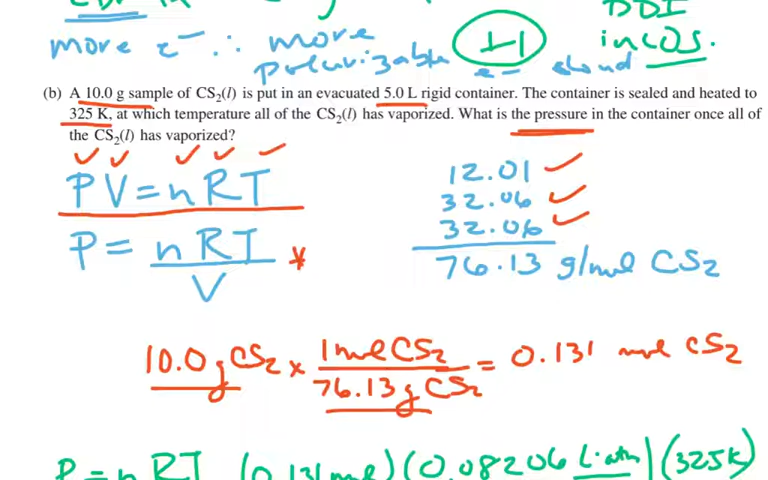 more e⁻ ∴ more
polarizable e⁻ cloud
in COS.
(b) A 10.0 g sample of CS₂(l) is put in an evacuated 5.0 L rigid container. The container is sealed and heated to
325 K, at which temperature all of the CS₂(l) has vaporized. What is the pressure in the container once all of
the CS₂(l) has vaporized?
PV = nRT
P = nRT / V *
12.01
32.06
32.06
76.13 g/mol CS₂
10.0 g CS₂ × 1 mol CS₂ / 76.13 g CS₂ = 0.131 mol CS₂
P = nRT (0.131 mol)(0.08206 L·atm)(325K)